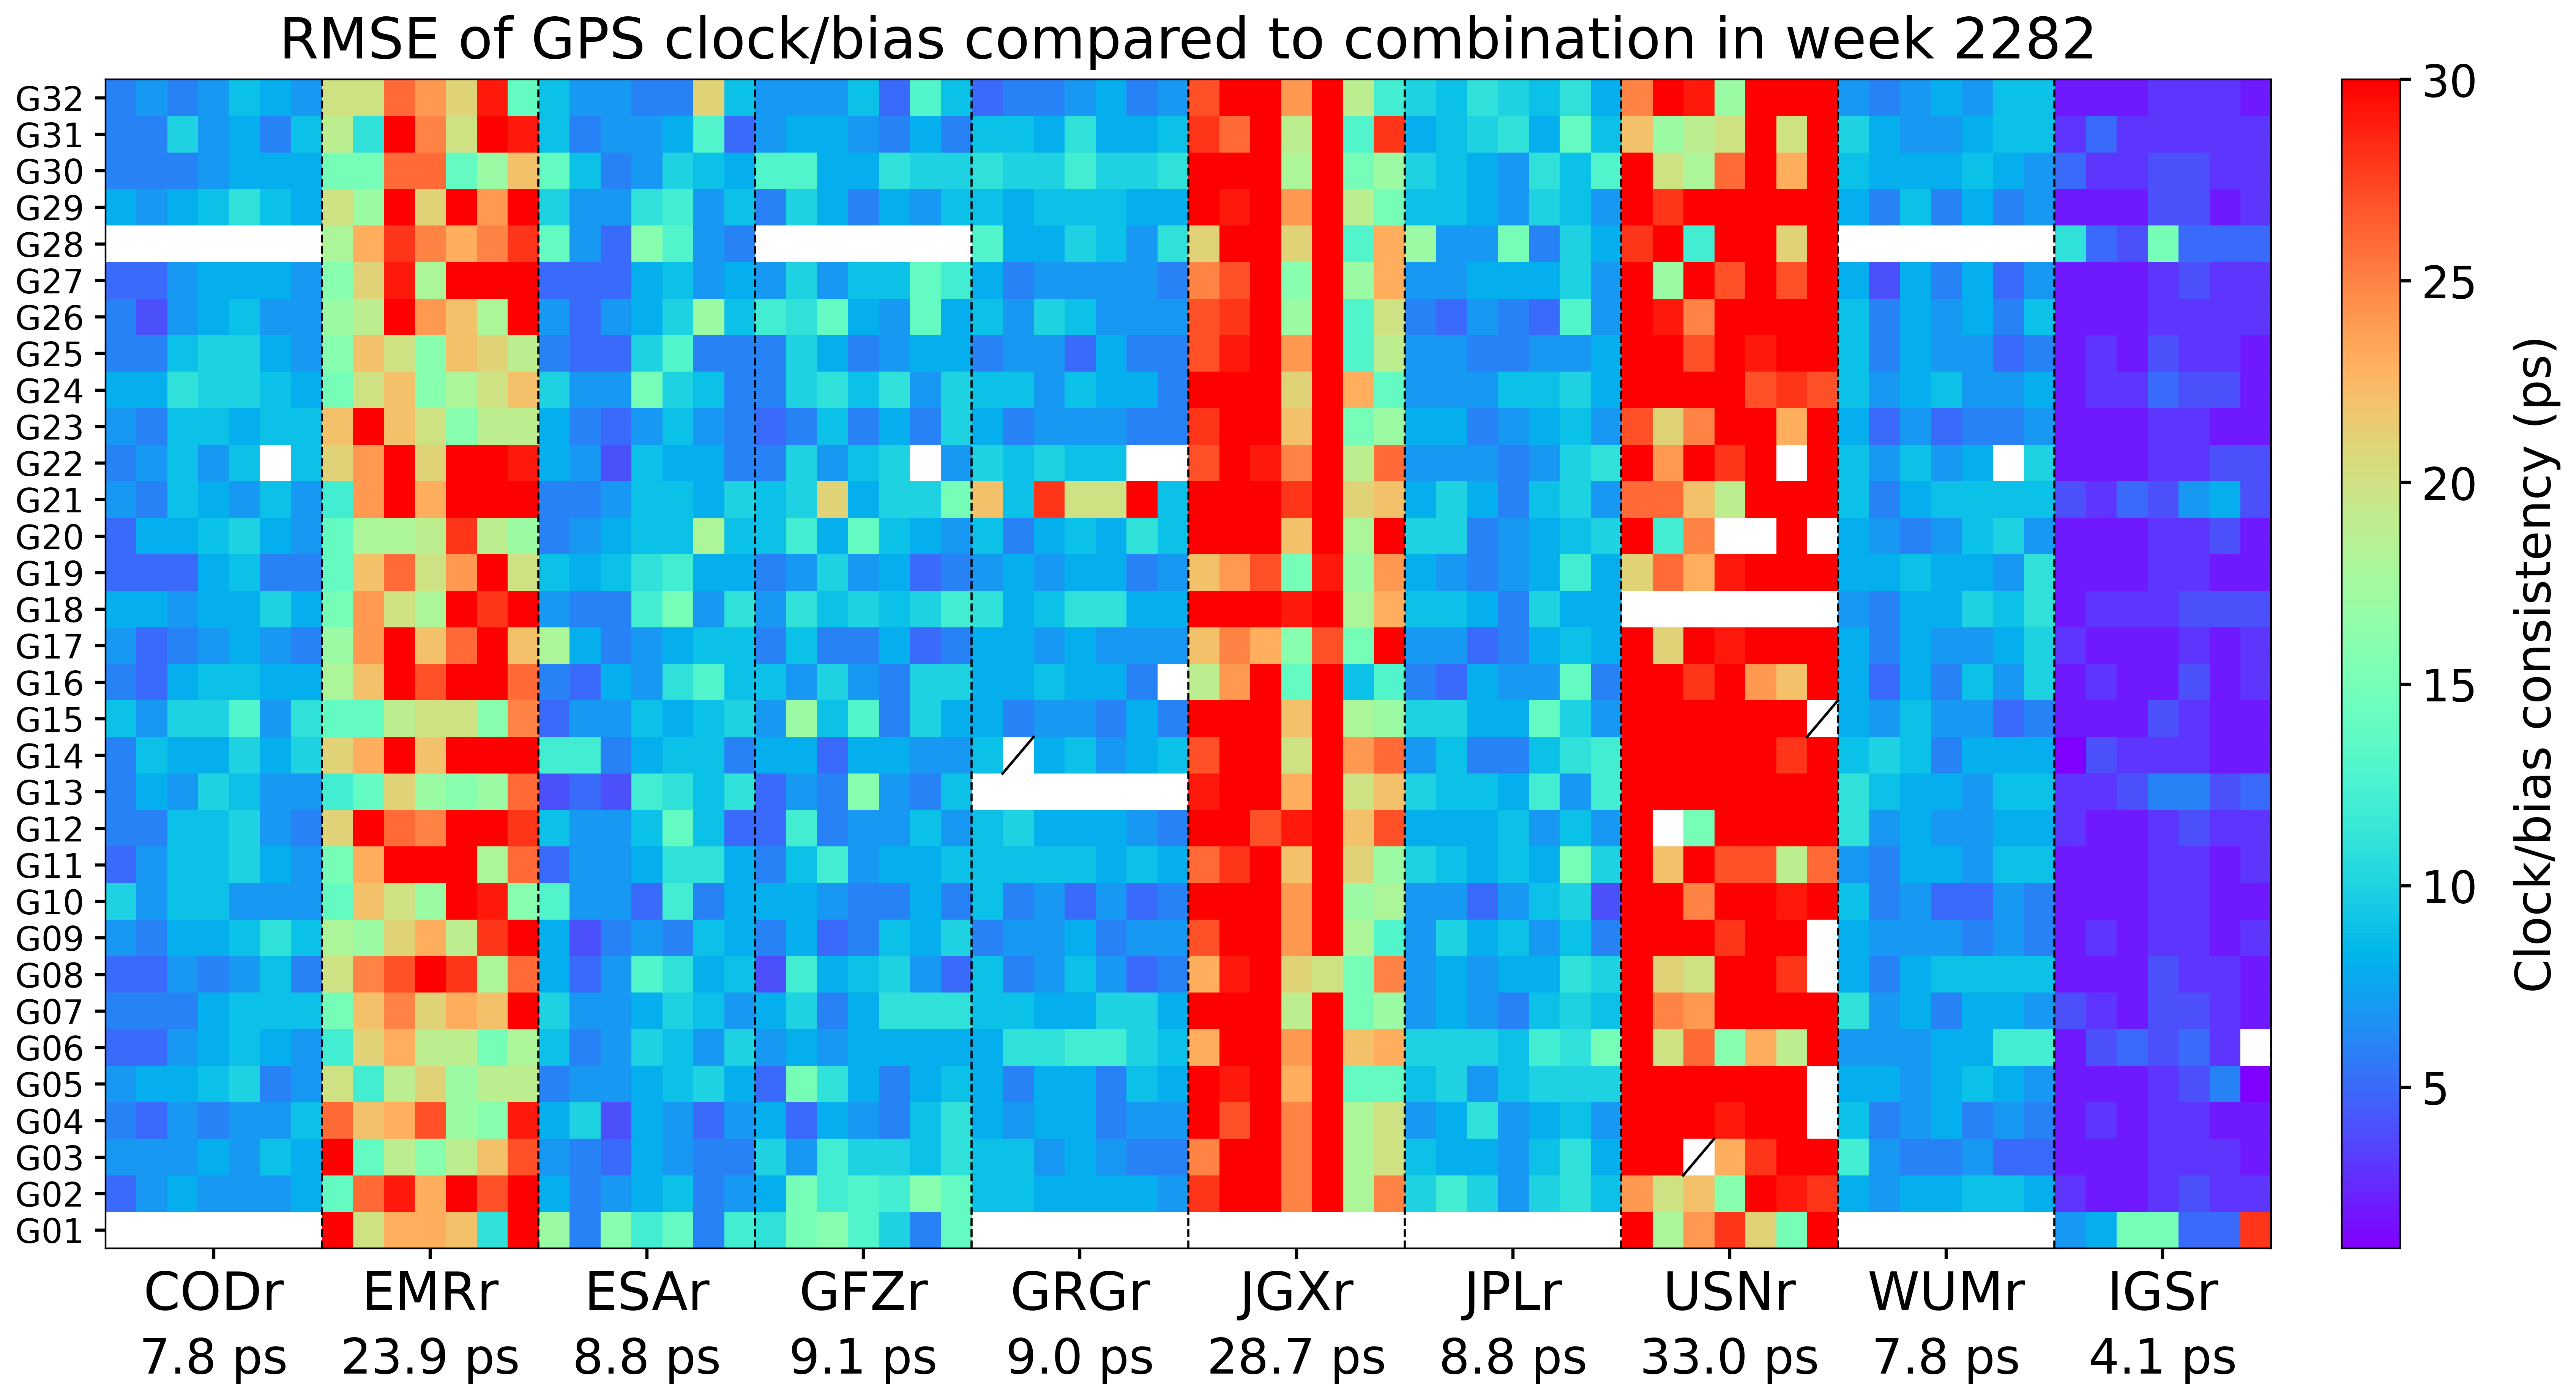 RMSE of GPS clock/bias compared to combination in week 2282
G32
G31
G30
G29
G28
G27
G26
G25
G24
G23
G22
G21
G20
G19
G18
G17
G16
G15
G14
G13
G12
G11
G10
G09
G08
G07
G06
G05
G04
G03
G02
G01
CODr EMRr ESAr GFZr GRGr JGXr JPLr USNr WUMr IGSr
7.8 ps 23.9 ps 8.8 ps 9.1 ps 9.0 ps 28.7 ps 8.8 ps 33.0 ps 7.8 ps 4.1 ps
30
25
20
15
10
5
Clock/bias consistency (ps)